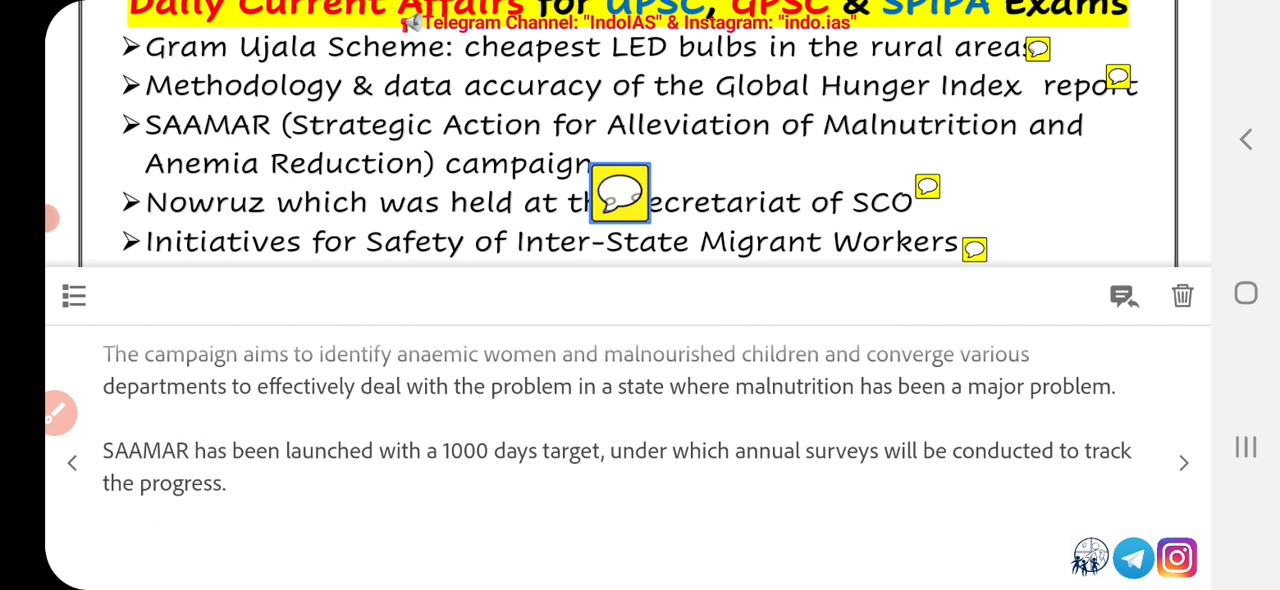 Daily Current Affairs for UPSC, GPSC & SPIPA Exams
Telegram Channel: "IndoIAS" & Instagram: "indo.ias"
➢Gram Ujala Scheme: cheapest LED bulbs in the rural areas
➢Methodology & data accuracy of the Global Hunger Index report
➢SAAMAR (Strategic Action for Alleviation of Malnutrition and
Anemia Reduction) campaign
➢Nowruz which was held at the Secretariat of SCO
➢Initiatives for Safety of Inter-State Migrant Workers
The campaign aims to identify anaemic women and malnourished children and converge various
departments to effectively deal with the problem in a state where malnutrition has been a major problem.
SAAMAR has been launched with a 1000 days target, under which annual surveys will be conducted to track
the progress.